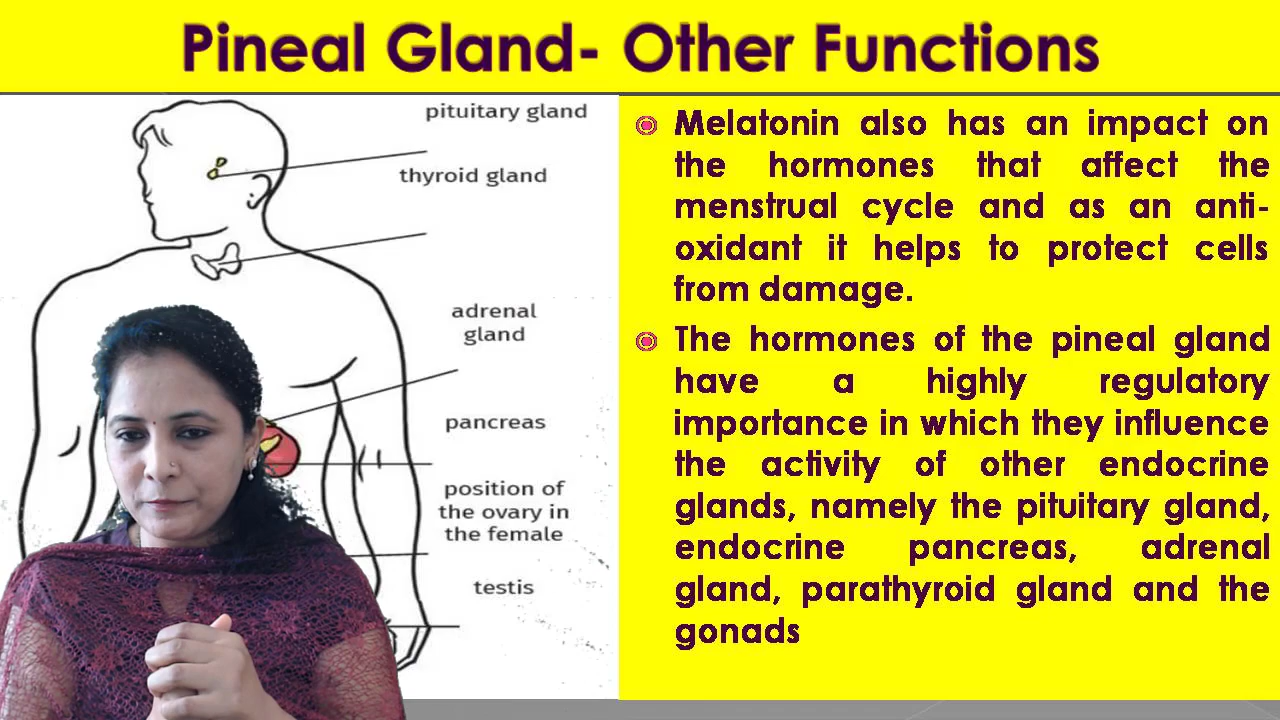 Pineal Gland- Other Functions
pituitary gland
thyroid gland
adrenal
gland
pancreas
position of
the ovary in
the female
testis
Melatonin also has an impact on
the hormones that affect the
menstrual cycle and as an anti-
oxidant it helps to protect cells
from damage.
The hormones of the pineal gland
have a highly regulatory
importance in which they influence
the activity of other endocrine
glands, namely the pituitary gland,
endocrine pancreas, adrenal
gland, parathyroid gland and the
gonads